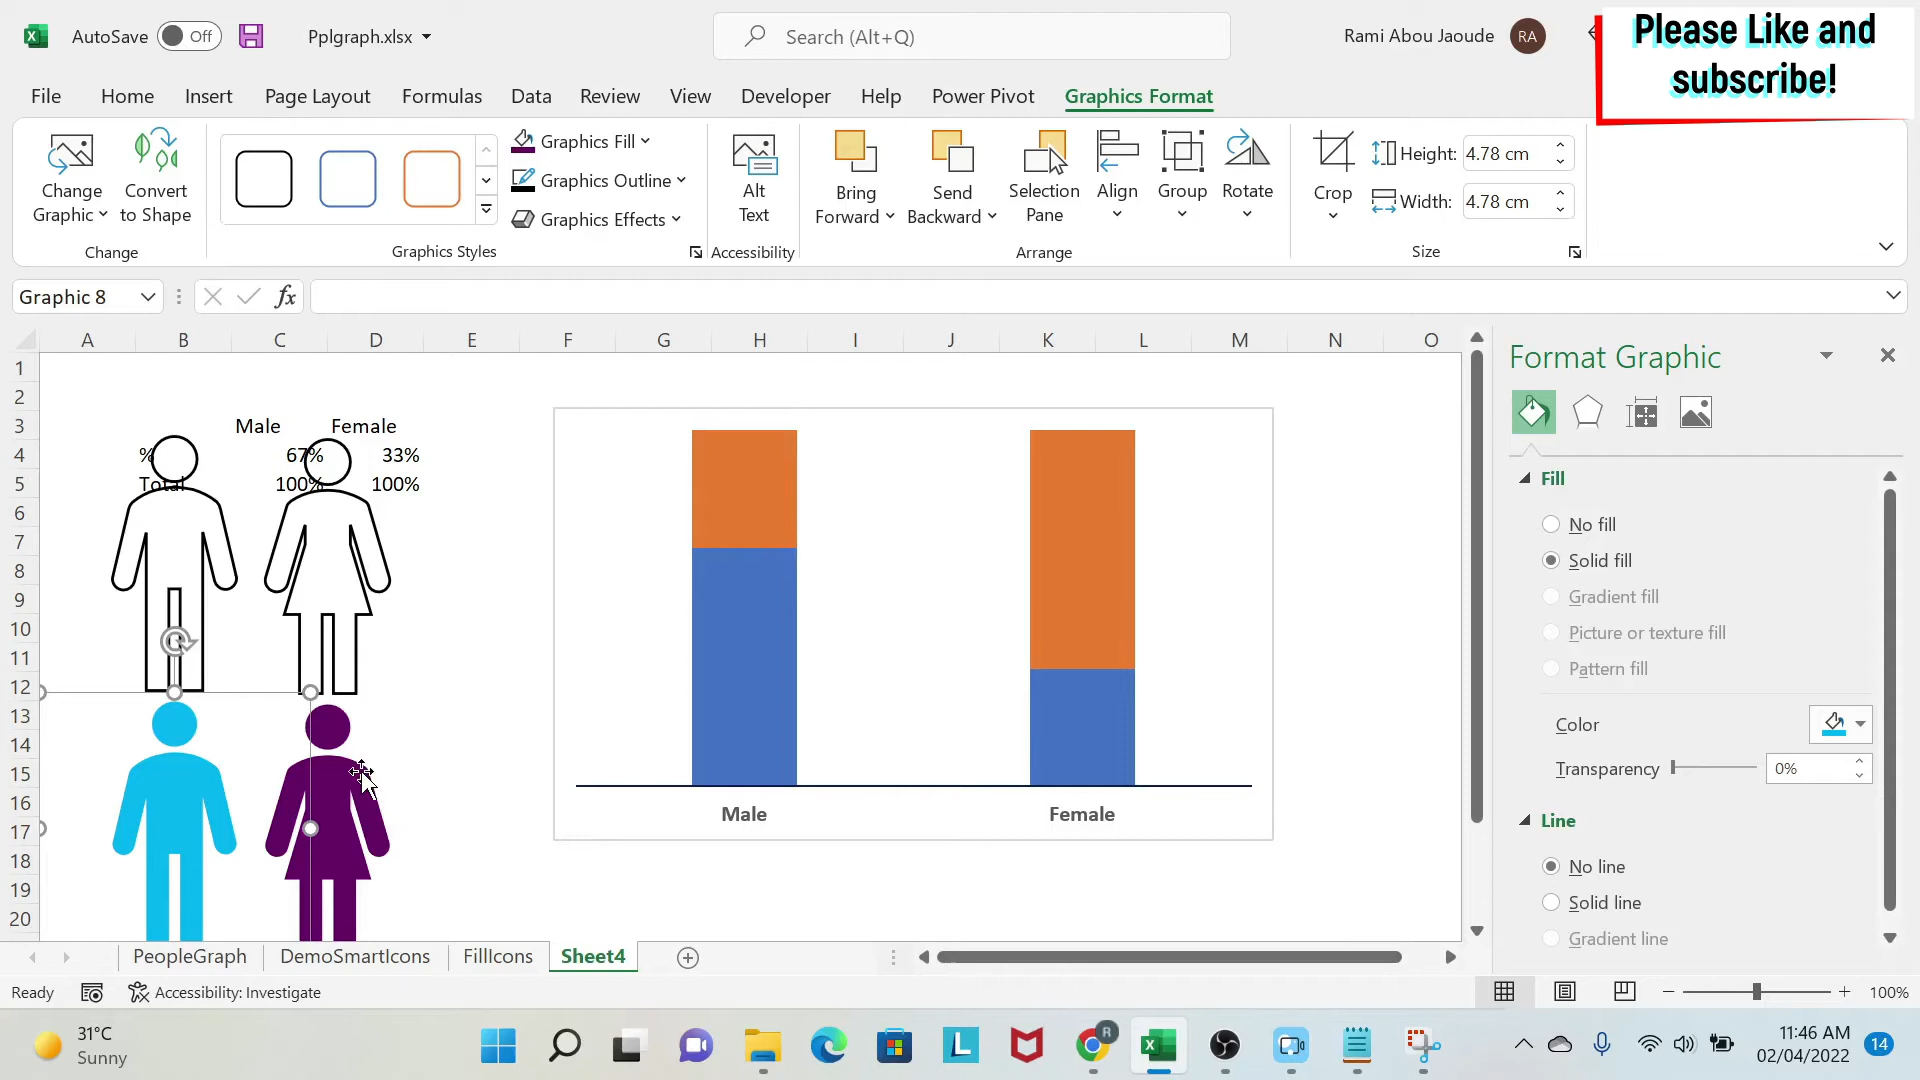 AutoSave Off Pplgraph.xlsx Search (Alt+Q) Rami Abou Jaoude RA
Please Like and
subscribe!
File Home Insert Page Layout Formulas Data Review View Developer Help Power Pivot Graphics Format
Change
Graphic
Convert
to Shape
Change
Graphics Fill
Graphics Outline
Graphics Effects
Graphics Styles
Alt
Text
Accessibility
Bring
Forward
Send
Backward
Selection
Pane
Align
Group
Rotate
Arrange
Crop
Height: 4.78 cm
Width: 4.78 cm
Size
Graphic 8
fx
A B C D E F G H I J K L M N O
1
2
3 Male Female
4 % 67% 33%
5 Total 100% 100%
6
7
8
9
10
11
12
13
14
15
16
17
18
19
20
Male Female
Format Graphic
Fill
No fill
Solid fill
Gradient fill
Picture or texture fill
Pattern fill
Color
Transparency 0%
Line
No line
Solid line
Gradient line
PeopleGraph DemoSmartIcons FillIcons Sheet4
Ready Accessibility: Investigate 100%
31°C
Sunny
L
R
11:46 AM
02/04/2022
14